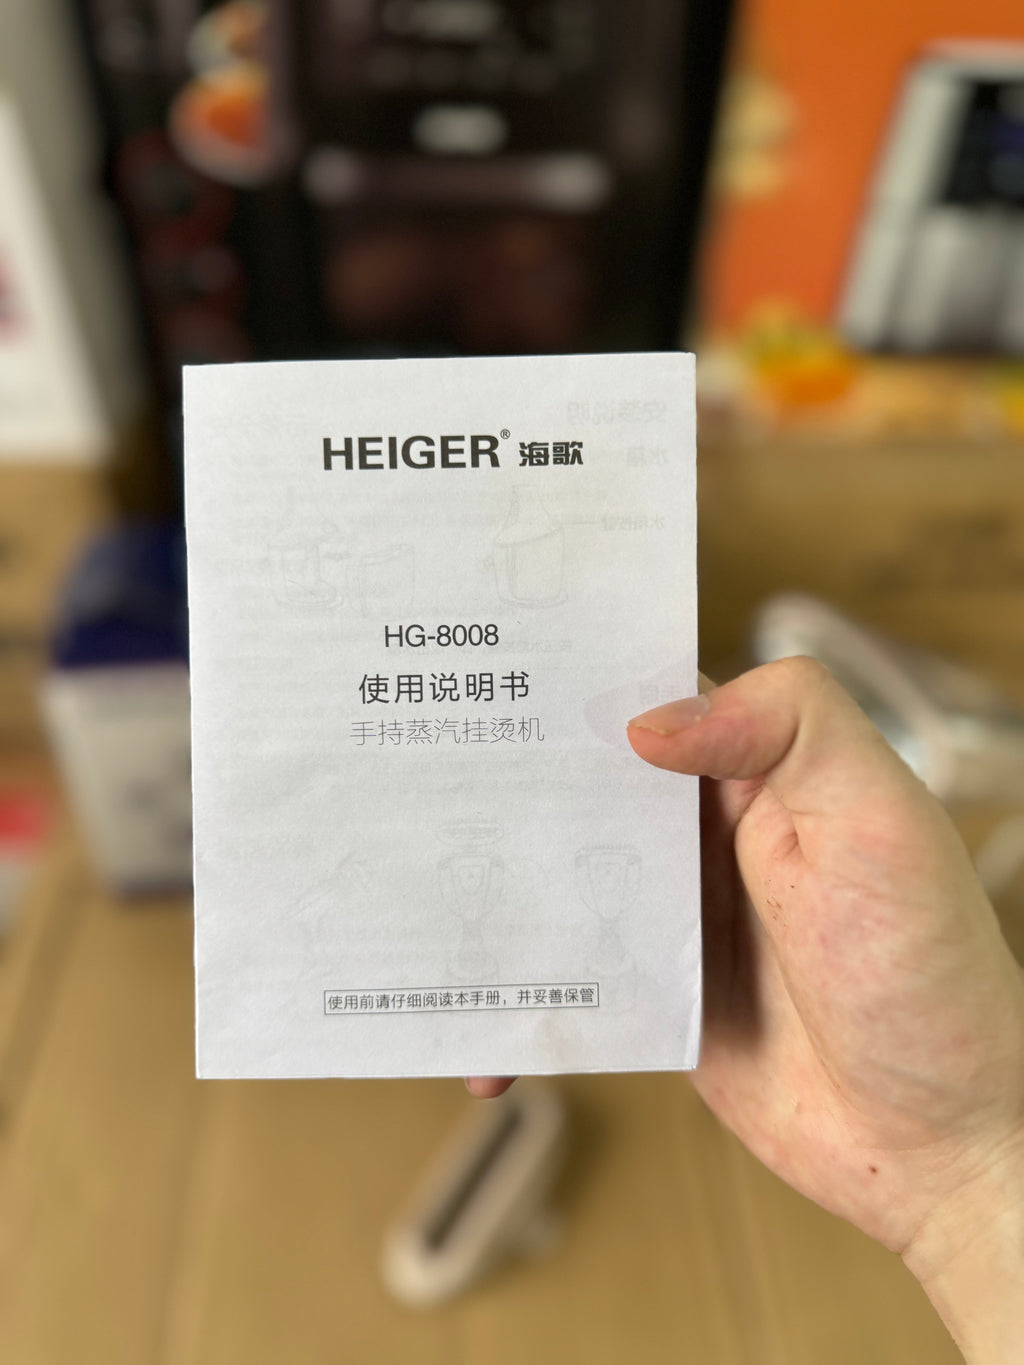 HEIGER® 海歌
HG-8008
使用说明书
手持蒸汽挂烫机
使用前请仔细阅读本手册，并妥善保管